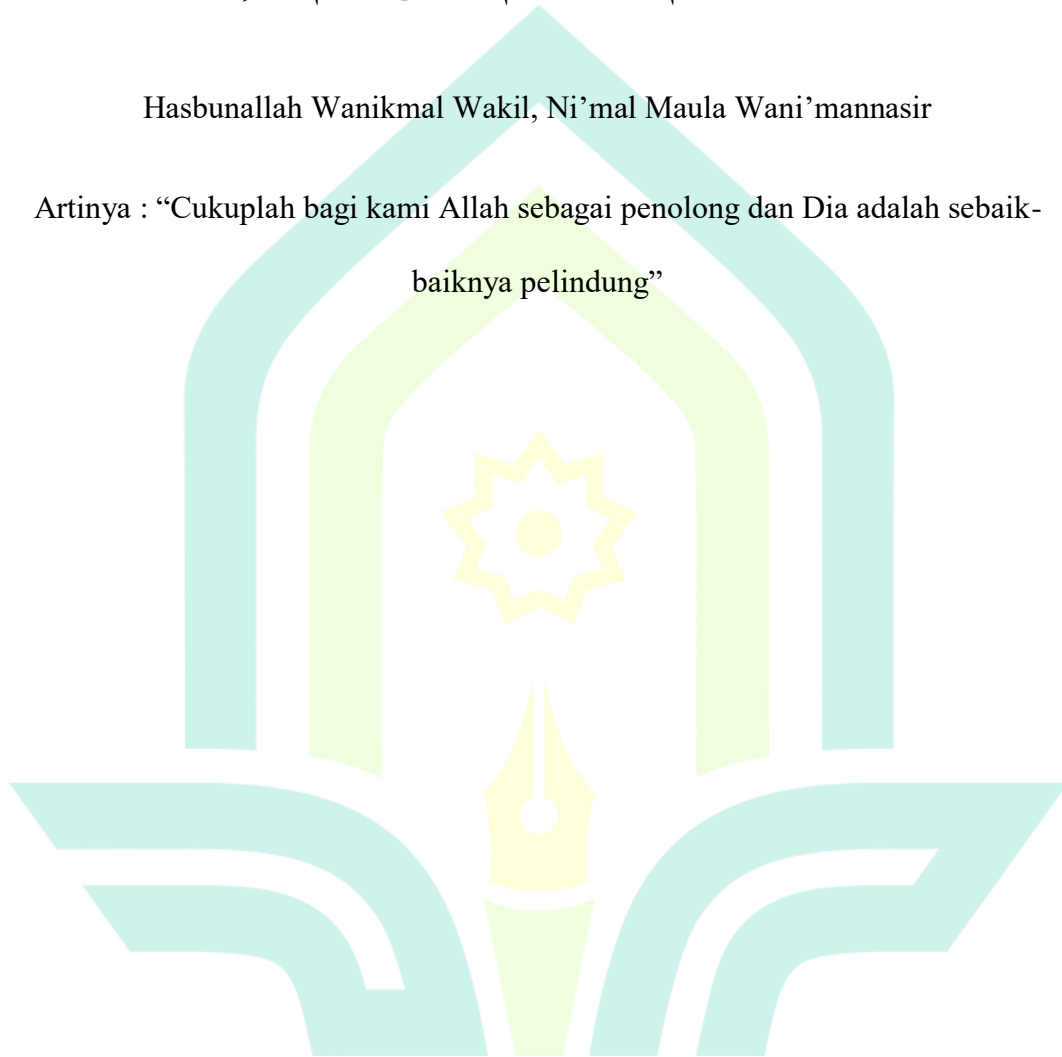 Hasbunallah Wanikmal Wakil, Ni’mal Maula Wani’mannasir
Artinya : “Cukuplah bagi kami Allah sebagai penolong dan Dia adalah sebaik-
baiknya pelindung”